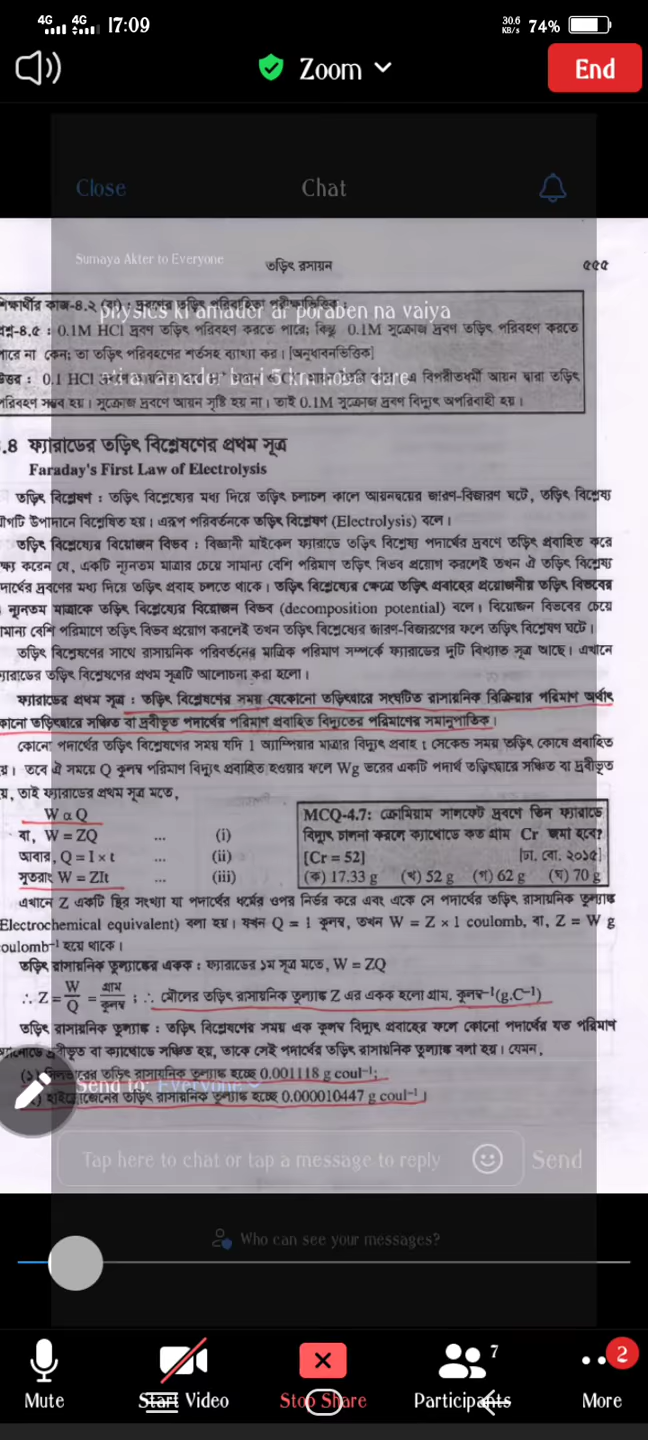 4G 4G 17:09 30.6 KB/s 74%
Zoom End
Close Chat
Sumaya Akter to Everyone
তড়িৎ রসায়ন ৫৫৫
physics ki amader ar poraben na vaiya
প্রশ্ন-৪.৫ : 0.1M HCl দ্রবণ তড়িৎ পরিবহণ করতে পারে; কিন্তু 0.1M সুক্রোজ দ্রবণ তড়িৎ পরিবহণ করতে
পারে না কেন; তা তড়িৎ পরিবহণের শর্তসহ ব্যাখ্যা কর। [অনুধাবনভিত্তিক]
উত্তর : 0.1 HCl বিপরীতধর্মী আয়ন দ্বারা তড়িৎ
পরিবহণ সম্ভব হয়। সুক্রোজ দ্রবণে আয়ন সৃষ্টি হয় না। তাই 0.1M সুক্রোজ দ্রবণ বিদ্যুৎ অপরিবাহী হয়।
.৪ ফ্যারাডের তড়িৎ বিশ্লেষণের প্রথম সূত্র
Faraday's First Law of Electrolysis
তড়িৎ বিশ্লেষণ : তড়িৎ বিশ্লেষ্যের মধ্য দিয়ে তড়িৎ চলাচল কালে আয়নদ্বয়ের জারণ-বিজারণ ঘটে, তড়িৎ বিশ্লেষ্য
যৌগটি উপাদানে বিশ্লেষিত হয়। এরূপ পরিবর্তনকে তড়িৎ বিশ্লেষণ (Electrolysis) বলে।
তড়িৎ বিশ্লেষ্যের বিয়োজন বিভব : বিজ্ঞানী মাইকেল ফ্যারাডে তড়িৎ বিশ্লেষ্য পদার্থের দ্রবণে তড়িৎ প্রবাহিত করে
লক্ষ্য করেন যে, একটি ন্যূনতম মাত্রার চেয়ে সামান্য বেশি পরিমাণ তড়িৎ বিভব প্রয়োগ করলেই তখন ঐ তড়িৎ বিশ্লেষ্য
পদার্থের দ্রবণের মধ্য দিয়ে তড়িৎ প্রবাহ চলতে থাকে। তড়িৎ বিশ্লেষ্যের ক্ষেত্রে তড়িৎ প্রবাহের প্রয়োজনীয় তড়িৎ বিভবের
ন্যূনতম মাত্রাকে তড়িৎ বিশ্লেষ্যের বিয়োজন বিভব (decomposition potential) বলে। বিয়োজন বিভবের চেয়ে
সামান্য বেশি পরিমাণে তড়িৎ বিভব প্রয়োগ করলেই তখন তড়িৎ বিশ্লেষ্যের জারণ-বিজারণের ফলে তড়িৎ বিশ্লেষণ ঘটে।
তড়িৎ বিশ্লেষণের সাথে রাসায়নিক পরিবর্তনের মাত্রিক পরিমাণ সম্পর্কে ফ্যারাডের দুটি বিখ্যাত সূত্র আছে। এখানে
ফ্যারাডের তড়িৎ বিশ্লেষণের প্রথম সূত্রটি আলোচনা করা হলো।
ফ্যারাডের প্রথম সূত্র : তড়িৎ বিশ্লেষণের সময় যেকোনো তড়িৎদ্বারে সংঘটিত রাসায়নিক বিক্রিয়ার পরিমাণ অর্থাৎ
কোনো তড়িৎদ্বারে সঞ্চিত বা দ্রবীভূত পদার্থের পরিমাণ প্রবাহিত বিদ্যুতের পরিমাণের সমানুপাতিক।
কোনো পদার্থের তড়িৎ বিশ্লেষণের সময় যদি I অ্যাম্পিয়ার মাত্রার বিদ্যুৎ প্রবাহ t সেকেন্ড সময় তড়িৎ কোষে প্রবাহিত
হয়। তবে ঐ সময়ে Q কুলম্ব পরিমাণ বিদ্যুৎ প্রবাহিত হওয়ার ফলে Wg ভরের একটি পদার্থ তড়িৎদ্বারে সঞ্চিত বা দ্রবীভূত
হয়, তাই ফ্যারাডের প্রথম সূত্র মতে,
W α Q
বা, W = ZQ ... (i)
আবার, Q = I × t ... (ii)
সুতরাং W = ZIt ... (iii)
MCQ-4.7: ক্রোমিয়াম সালফেট দ্রবণে তিন ফ্যারাডে
বিদ্যুৎ চালনা করলে ক্যাথোডে কত গ্রাম Cr জমা হবে?
[Cr = 52] [ঢা. বো. ২০১৫]
(ক) 17.33 g (খ) 52 g (গ) 62 g (ঘ) 70 g
এখানে Z একটি স্থির সংখ্যা যা পদার্থের ধর্মের ওপর নির্ভর করে এবং একে সে পদার্থের তড়িৎ রাসায়নিক তুল্যাঙ্ক
(Electrochemical equivalent) বলা হয়। যখন Q = 1 কুলম্ব, তখন W = Z × 1 coulomb, বা, Z = W g
coulomb⁻¹ হয়ে থাকে।
তড়িৎ রাসায়নিক তুল্যাঙ্কের একক : ফ্যারাডের ১ম সূত্র মতে, W = ZQ
∴ Z = W/Q = গ্রাম/কুলম্ব ; ∴ মৌলের তড়িৎ রাসায়নিক তুল্যাঙ্ক Z এর একক হলো গ্রাম. কুলম্ব⁻¹(g.C⁻¹)
তড়িৎ রাসায়নিক তুল্যাঙ্ক : তড়িৎ বিশ্লেষণের সময় এক কুলম্ব বিদ্যুৎ প্রবাহের ফলে কোনো পদার্থের যত পরিমাণ
অ্যানোডে দ্রবীভূত বা ক্যাথোডে সঞ্চিত হয়, তাকে সেই পদার্থের তড়িৎ রাসায়নিক তুল্যাঙ্ক বলা হয়। যেমন,
(১) সিলভারের তড়িৎ রাসায়নিক তুল্যাঙ্ক হচ্ছে 0.001118 g coul⁻¹;
Send to: Everyone
হাইড্রোজেনের তড়িৎ রাসায়নিক তুল্যাঙ্ক হচ্ছে 0.000010447 g coul⁻¹।
Tap here to chat or tap a message to reply Send
Who can see your messages?
7 2
Mute Start Video Stop Share Participants More